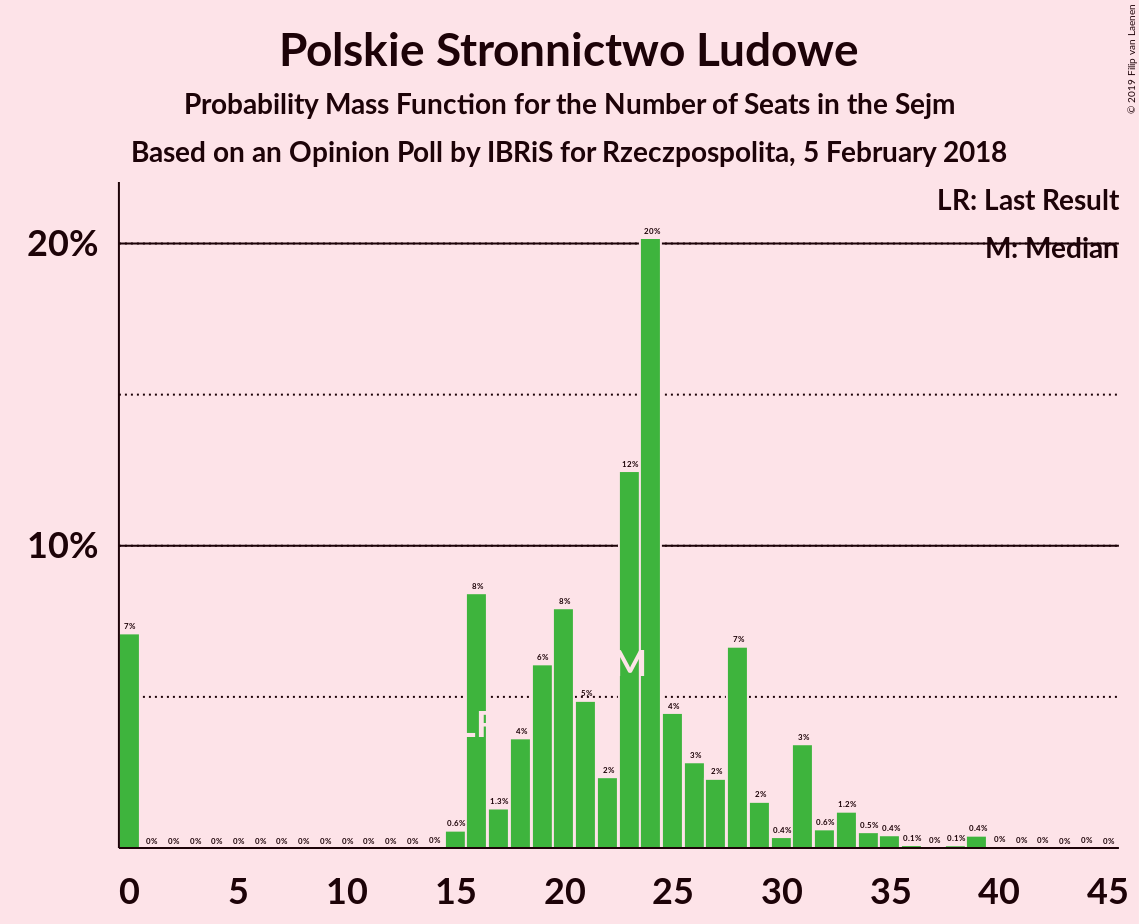 Polskie Stronnictwo Ludowe
Probability Mass Function for the Number of Seats in the Sejm
Based on an Opinion Poll by IBRiS for Rzeczpospolita, 5 February 2018
© 2019 Filip van Laenen
LR: Last Result
M: Median
20%
10%
7% 0% 0% 0% 0% 0% 0% 0% 0% 0% 0% 0% 0% 0% 0% 0.6% 8% 1.3% 4% 6% 8% 5% 2% 12% 20% 4% 3% 2% 7% 2% 0.4% 3% 0.6% 1.2% 0.5% 0.4% 0.1% 0% 0.1% 0.4% 0% 0% 0% 0% 0% 0%
LR
M
0 5 10 15 20 25 30 35 40 45